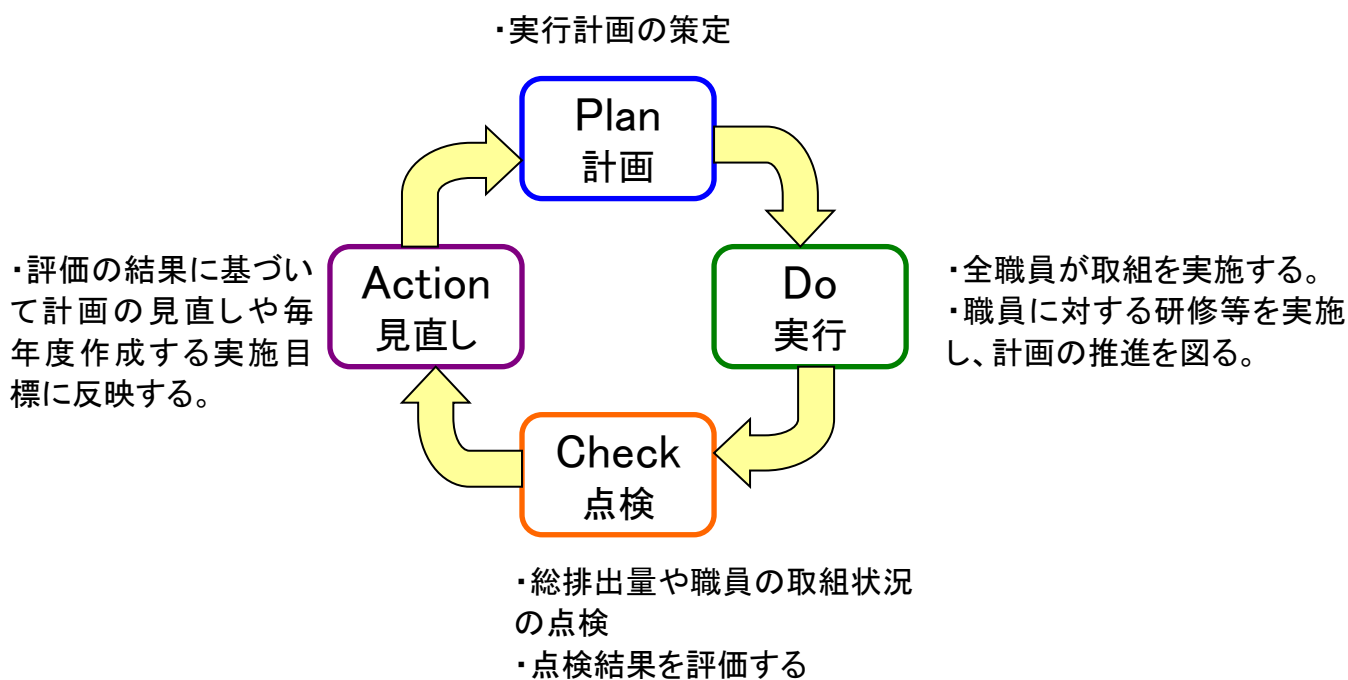 ・実行計画の策定
Plan
計画
・評価の結果に基づい
て計画の見直しや毎
年度作成する実施目
標に反映する。
Action
見直し
Do
実行
・全職員が取組を実施する。
・職員に対する研修等を実施
し、計画の推進を図る。
Check
点検
・総排出量や職員の取組状況
の点検
・点検結果を評価する